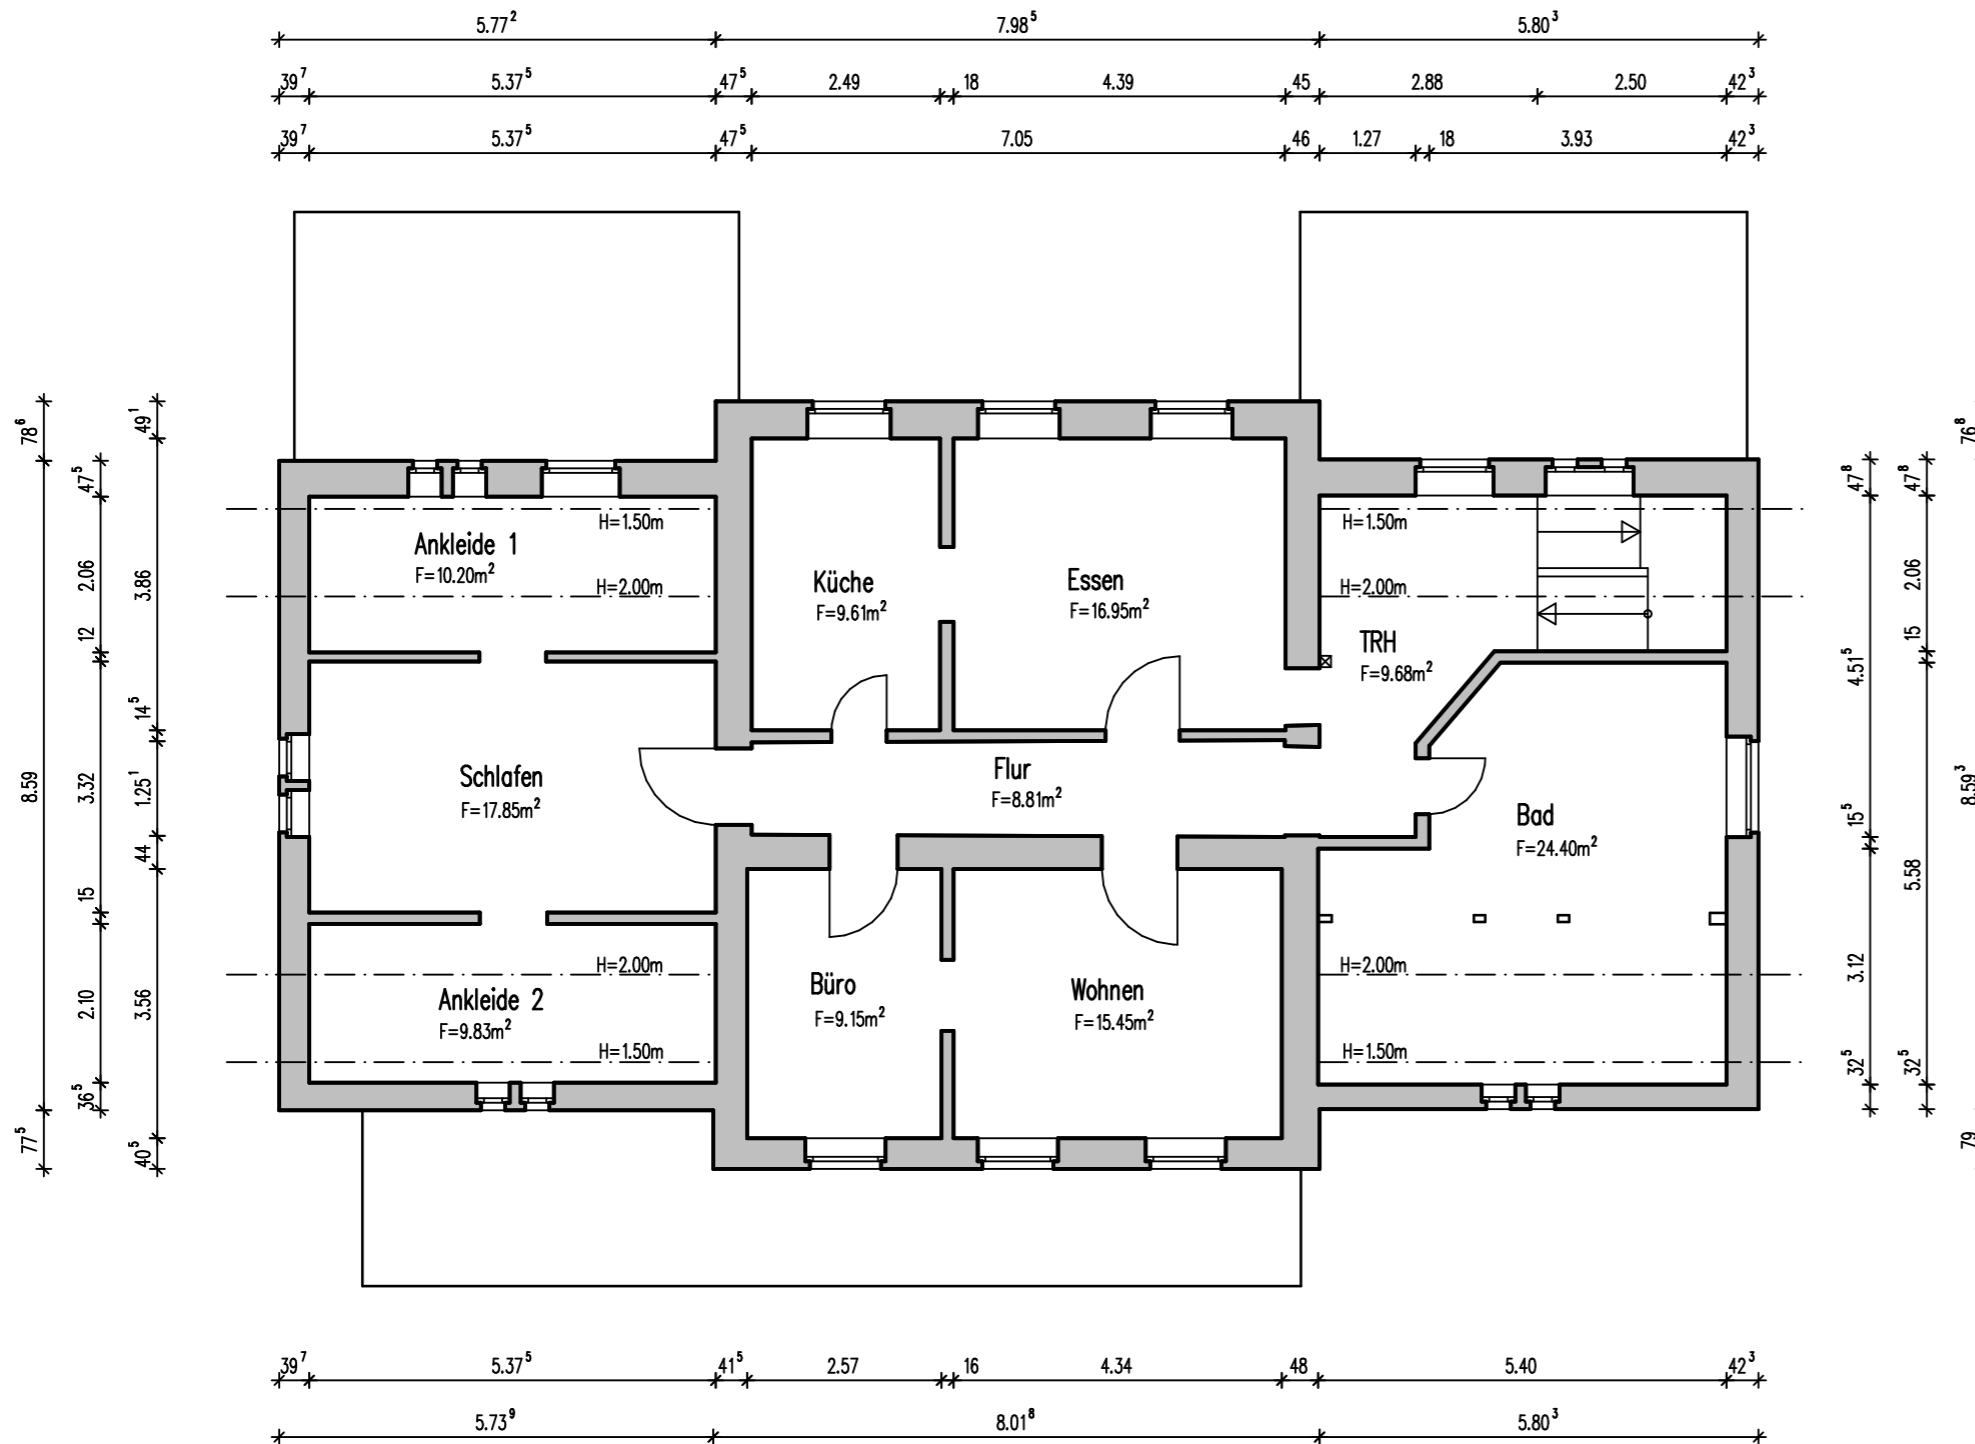 5.77² 7.98⁵ 5.80³
39⁷ 5.37⁵ 47⁵ 2.49 18 4.39 45 2.88 2.50 42³
39⁷ 5.37⁵ 47⁵ 7.05 46 1.27 18 3.93 42³
78⁶ 8.59 77⁵
47⁵ 2.06 12 3.32 15 2.10 36⁵
49¹ 3.86 14⁵ 1.25¹ 44 3.56 40⁵
H=1.50m
Ankleide 1
F=10.20m²
H=2.00m
Küche
F=9.61m²
Essen
F=16.95m²
H=1.50m
H=2.00m
TRH
F=9.68m²
Schlafen
F=17.85m²
Flur
F=8.81m²
Bad
F=24.40m²
H=2.00m
Ankleide 2
F=9.83m²
H=1.50m
Büro
F=9.15m²
Wohnen
F=15.45m²
H=2.00m
H=1.50m
47⁸ 4.51⁵ 15⁵ 3.12 32⁵
47⁸ 2.06 15 5.58 32⁵
76⁸ 8.59³ 79
39⁷ 5.37⁵ 41⁵ 2.57 16 4.34 48 5.40 42³
5.73⁹ 8.01⁸ 5.80³